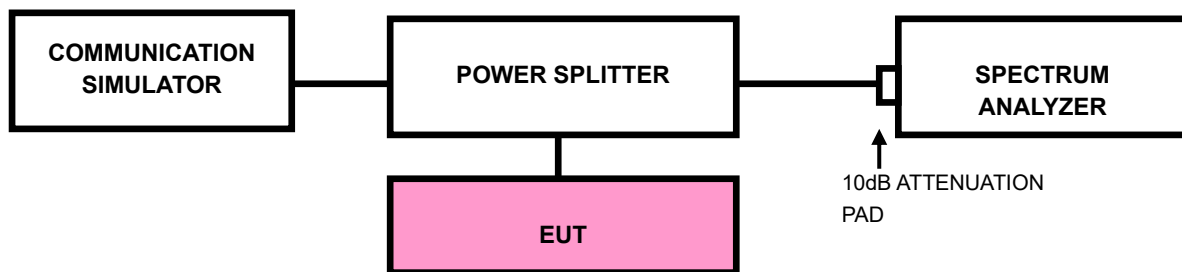 COMMUNICATION
SIMULATOR
POWER SPLITTER
SPECTRUM
ANALYZER
10dB ATTENUATION
PAD
EUT